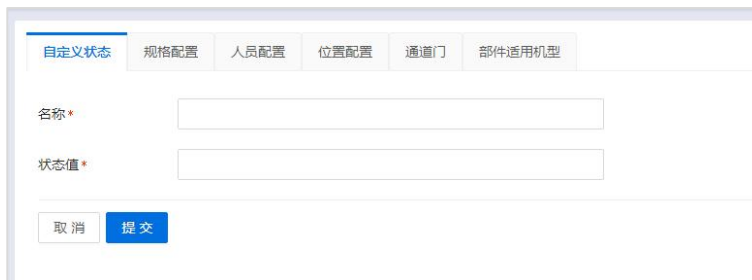 自定义状态 规格配置 人员配置 位置配置 通道门 部件适用机型
名称*
状态值*
取 消 提 交